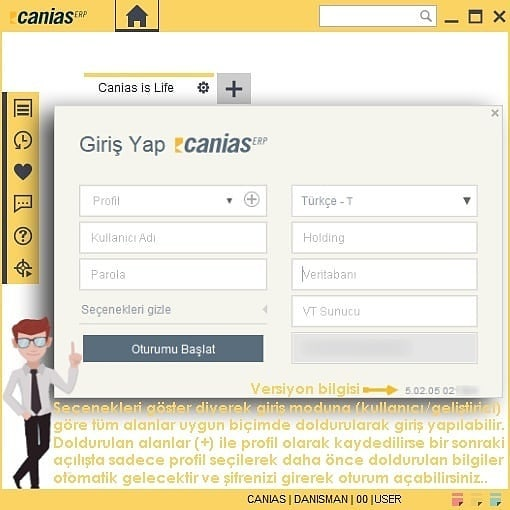 canias ERP
Canias is Life
Giriş Yap canias ERP
Profil
Türkçe - T
Kullanıcı Adı
Holding
Parola
Veritabanı
Seçenekleri gizle
VT Sunucu
Oturumu Başlat
Versiyon bilgisi
5.02.05 02
Seçenekleri göster diyerek giriş moduna (kullanıcı/geliştirici)
göre tüm alanlar uygun biçimde doldurularak giriş yapılabilir.
Doldurulan alanlar (+) ile profil olarak kaydedilirse bir sonraki
açılışta sadece profil seçilerek daha önce doldurulan bilgiler
otomatik gelecektir ve şifrenizi girerek oturum açabilirsiniz..
CANIAS | DANISMAN | 00 | USER